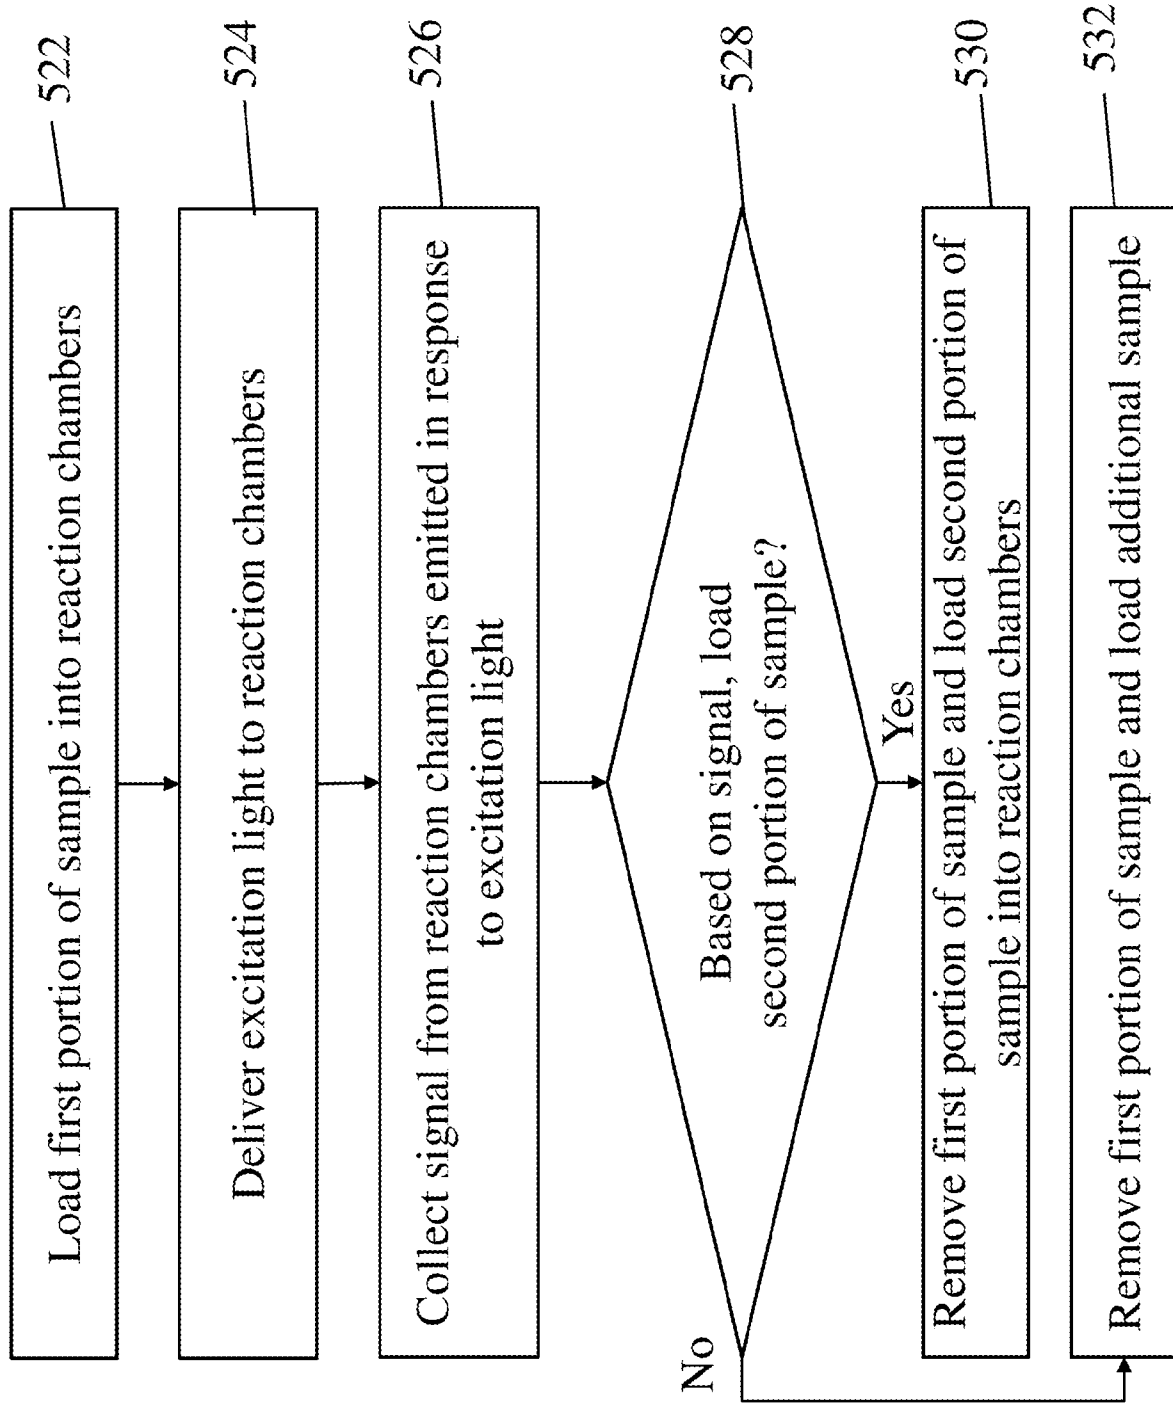 Load first portion of sample into reaction chambers
522
Deliver excitation light to reaction chambers
524
Collect signal from reaction chambers emitted in response
to excitation light
526
Based on signal, load
second portion of sample?
528
No
Yes
Remove first portion of sample and load second portion of
sample into reaction chambers
530
Remove first portion of sample and load additional sample
532